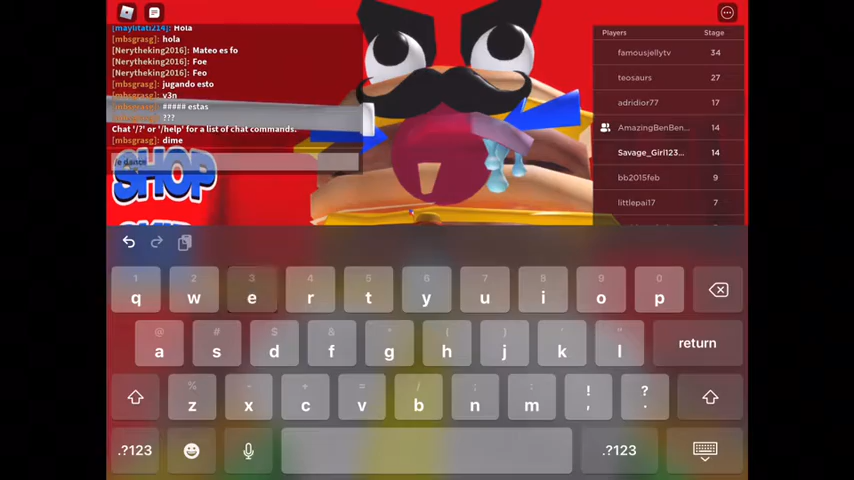 [maylitati214]: Hola
[mbsgrasg]: hola
[Nerytheking2016]: Mateo es fo
[Nerytheking2016]: Foe
[Nerytheking2016]: Feo
[mbsgrasg]: jugando esto
[mbsgrasg]: v3n
[mbsgrasg]: ##### estas
[mbsgrasg]: ???
Chat '/?' or '/help' for a list of chat commands.
[mbsgrasg]: dime
/e dance
SHOP
Players Stage
famousjellytv 34
teosaurs 27
adridior77 17
AmazingBenBen... 14
Savage_Girl123... 14
bb2015feb 9
littlepai17 7
1 2 3 4 5 6 7 8 9 0
q w e r t y u i o p
@ # $ & * ( ) ' "
a s d f g h j k l return
% - + = / ; : ! ?
z x c v b n m , .
.?123 .?123